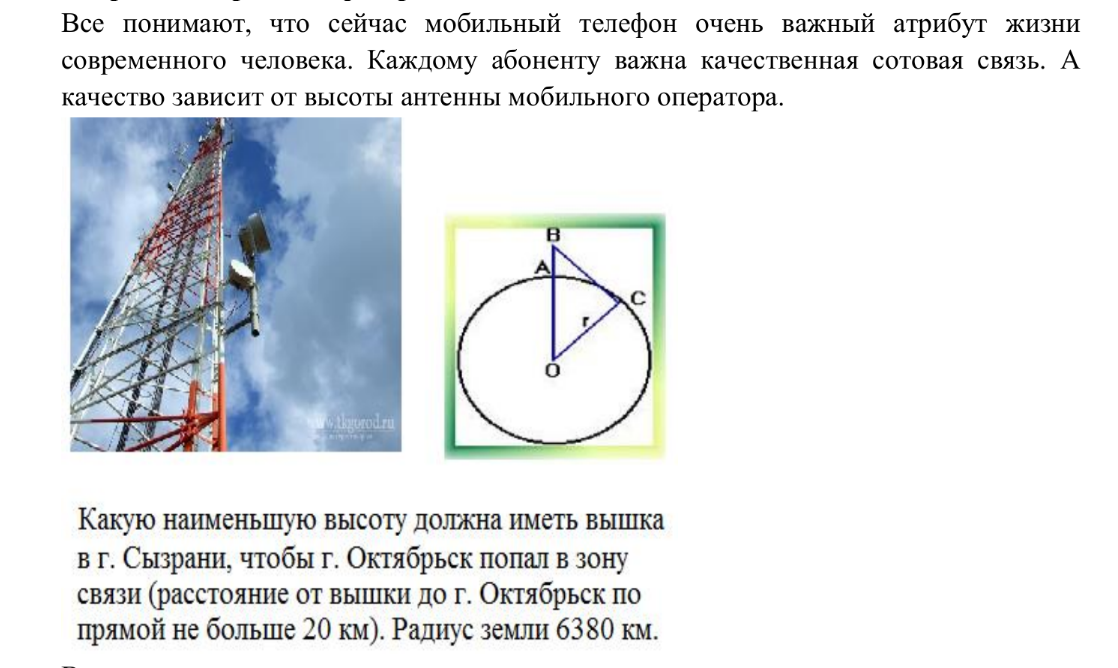 Все понимают, что сейчас мобильный телефон очень важный атрибут жизни
современного человека. Каждому абоненту важна качественная сотовая связь. А
качество зависит от высоты антенны мобильного оператора.
B
A
C
r
O
Какую наименьшую высоту должна иметь вышка
в г. Сызрани, чтобы г. Октябрьск попал в зону
связи (расстояние от вышки до г. Октябрьск по
прямой не больше 20 км). Радиус земли 6380 км.